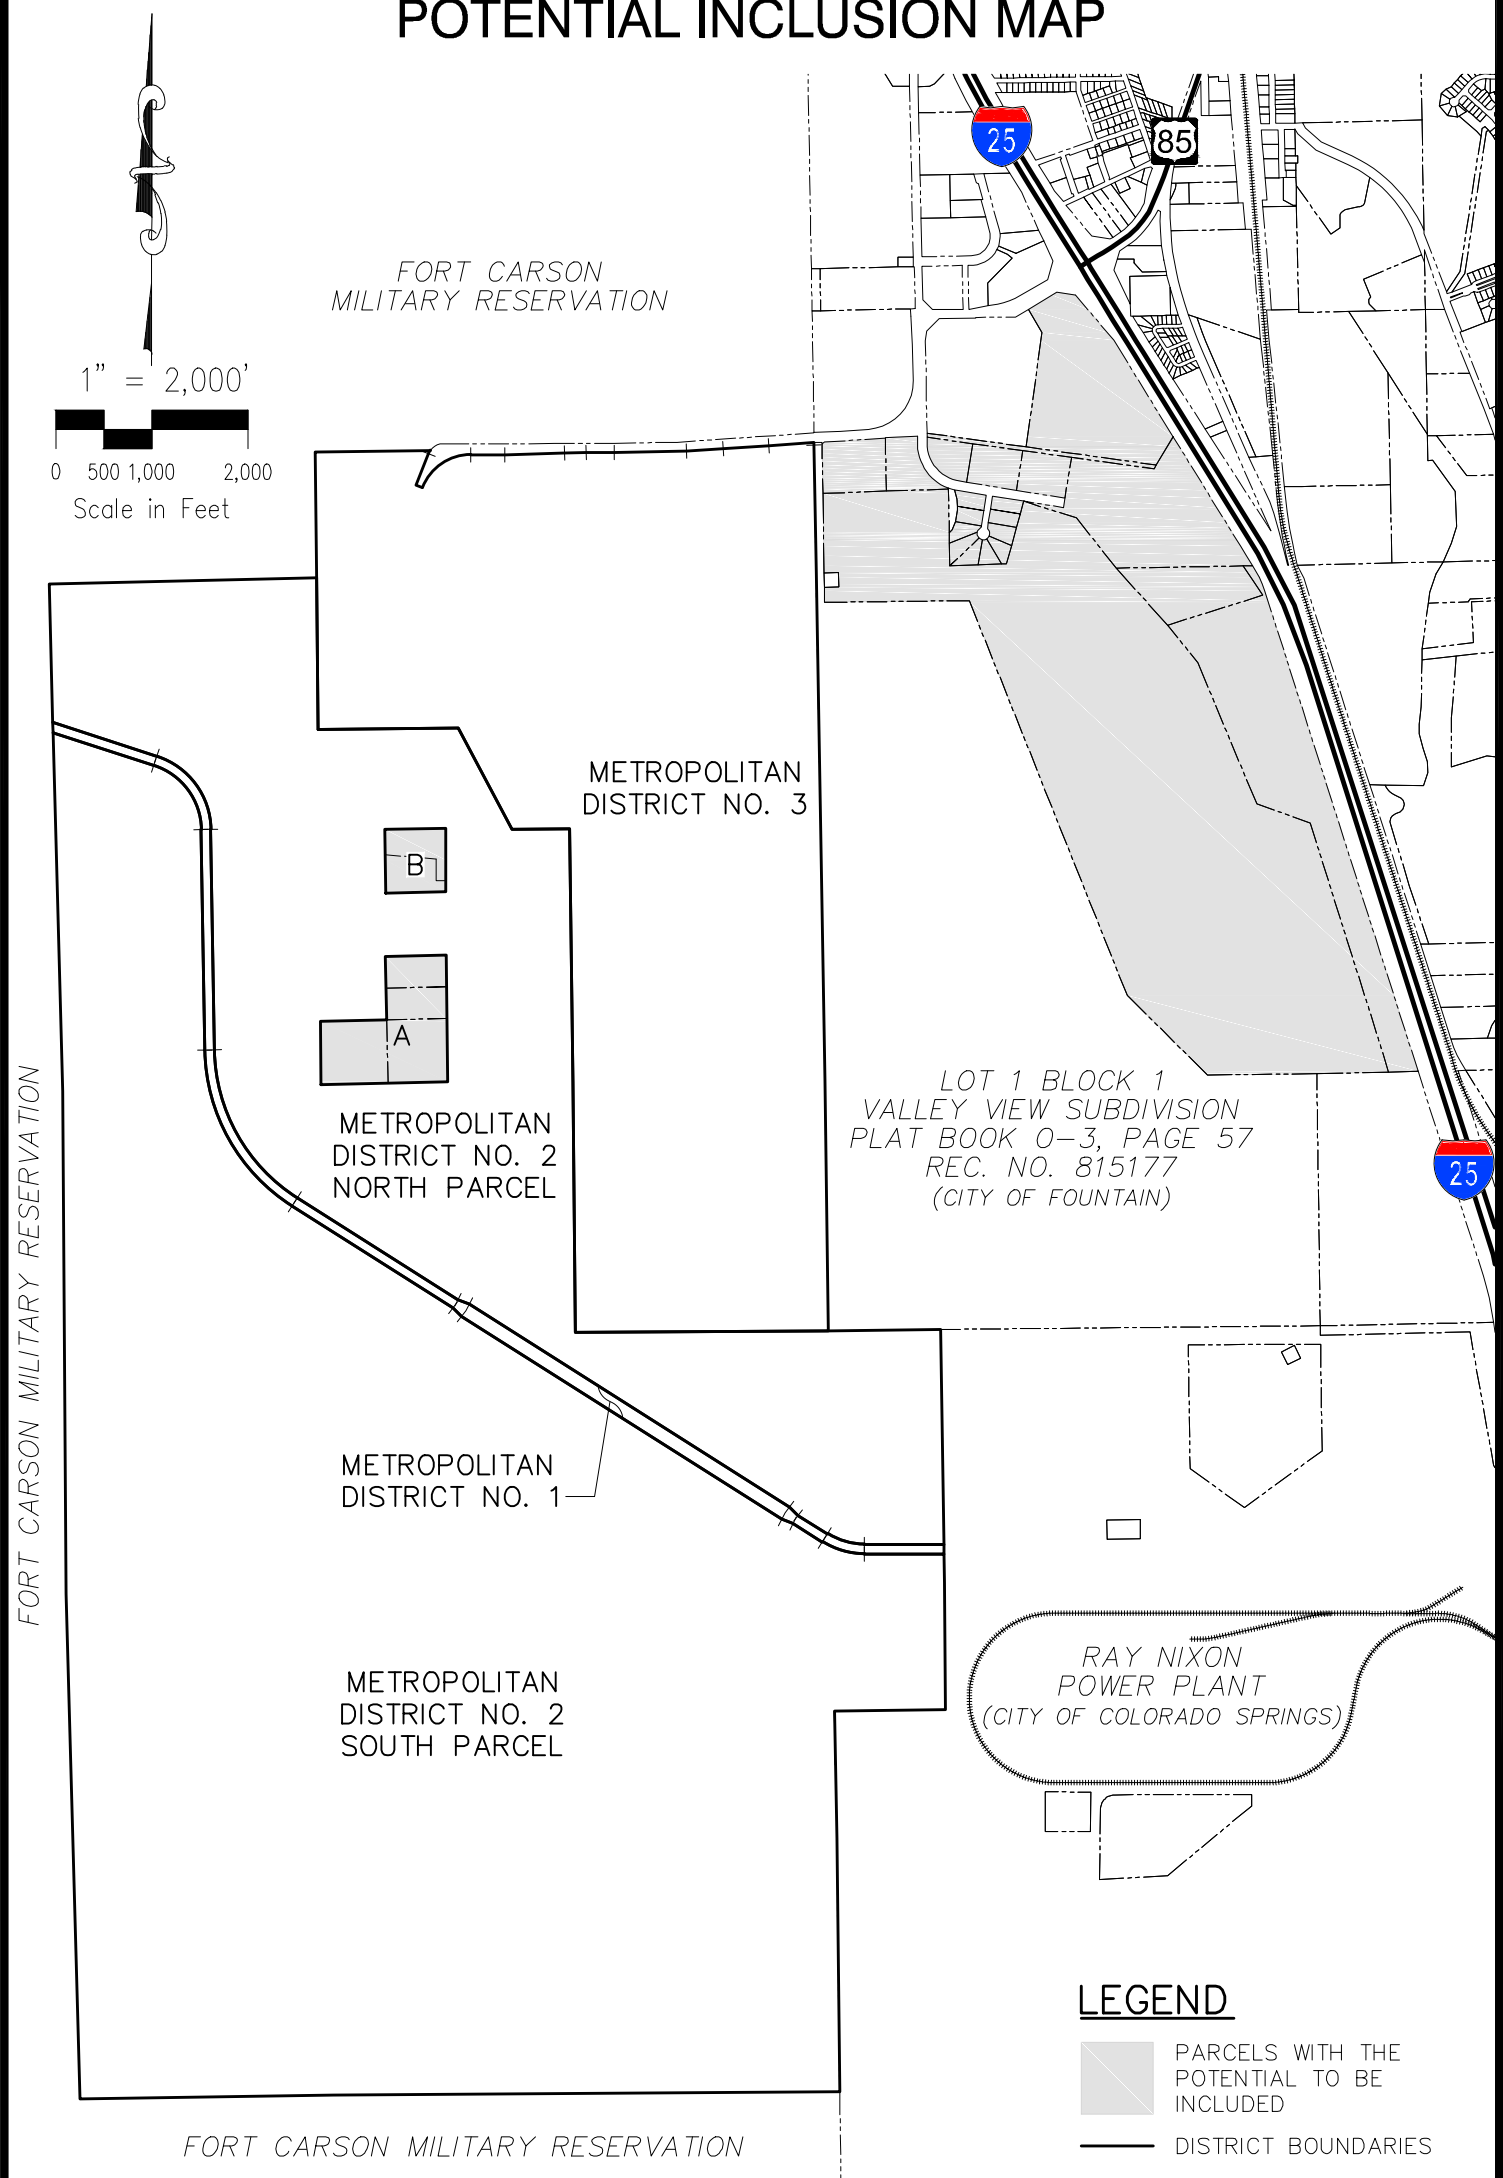 POTENTIAL INCLUSION MAP
25
85
FORT CARSON
MILITARY RESERVATION
1" = 2,000'
0 500 1,000 2,000
Scale in Feet
METROPOLITAN
DISTRICT NO. 3
B
A
METROPOLITAN
DISTRICT NO. 2
NORTH PARCEL
LOT 1 BLOCK 1
VALLEY VIEW SUBDIVISION
PLAT BOOK O-3, PAGE 57
REC. NO. 815177
(CITY OF FOUNTAIN)
25
FORT CARSON MILITARY RESERVATION
METROPOLITAN
DISTRICT NO. 1
RAY NIXON
POWER PLANT
(CITY OF COLORADO SPRINGS)
METROPOLITAN
DISTRICT NO. 2
SOUTH PARCEL
LEGEND
PARCELS WITH THE
POTENTIAL TO BE
INCLUDED
DISTRICT BOUNDARIES
FORT CARSON MILITARY RESERVATION